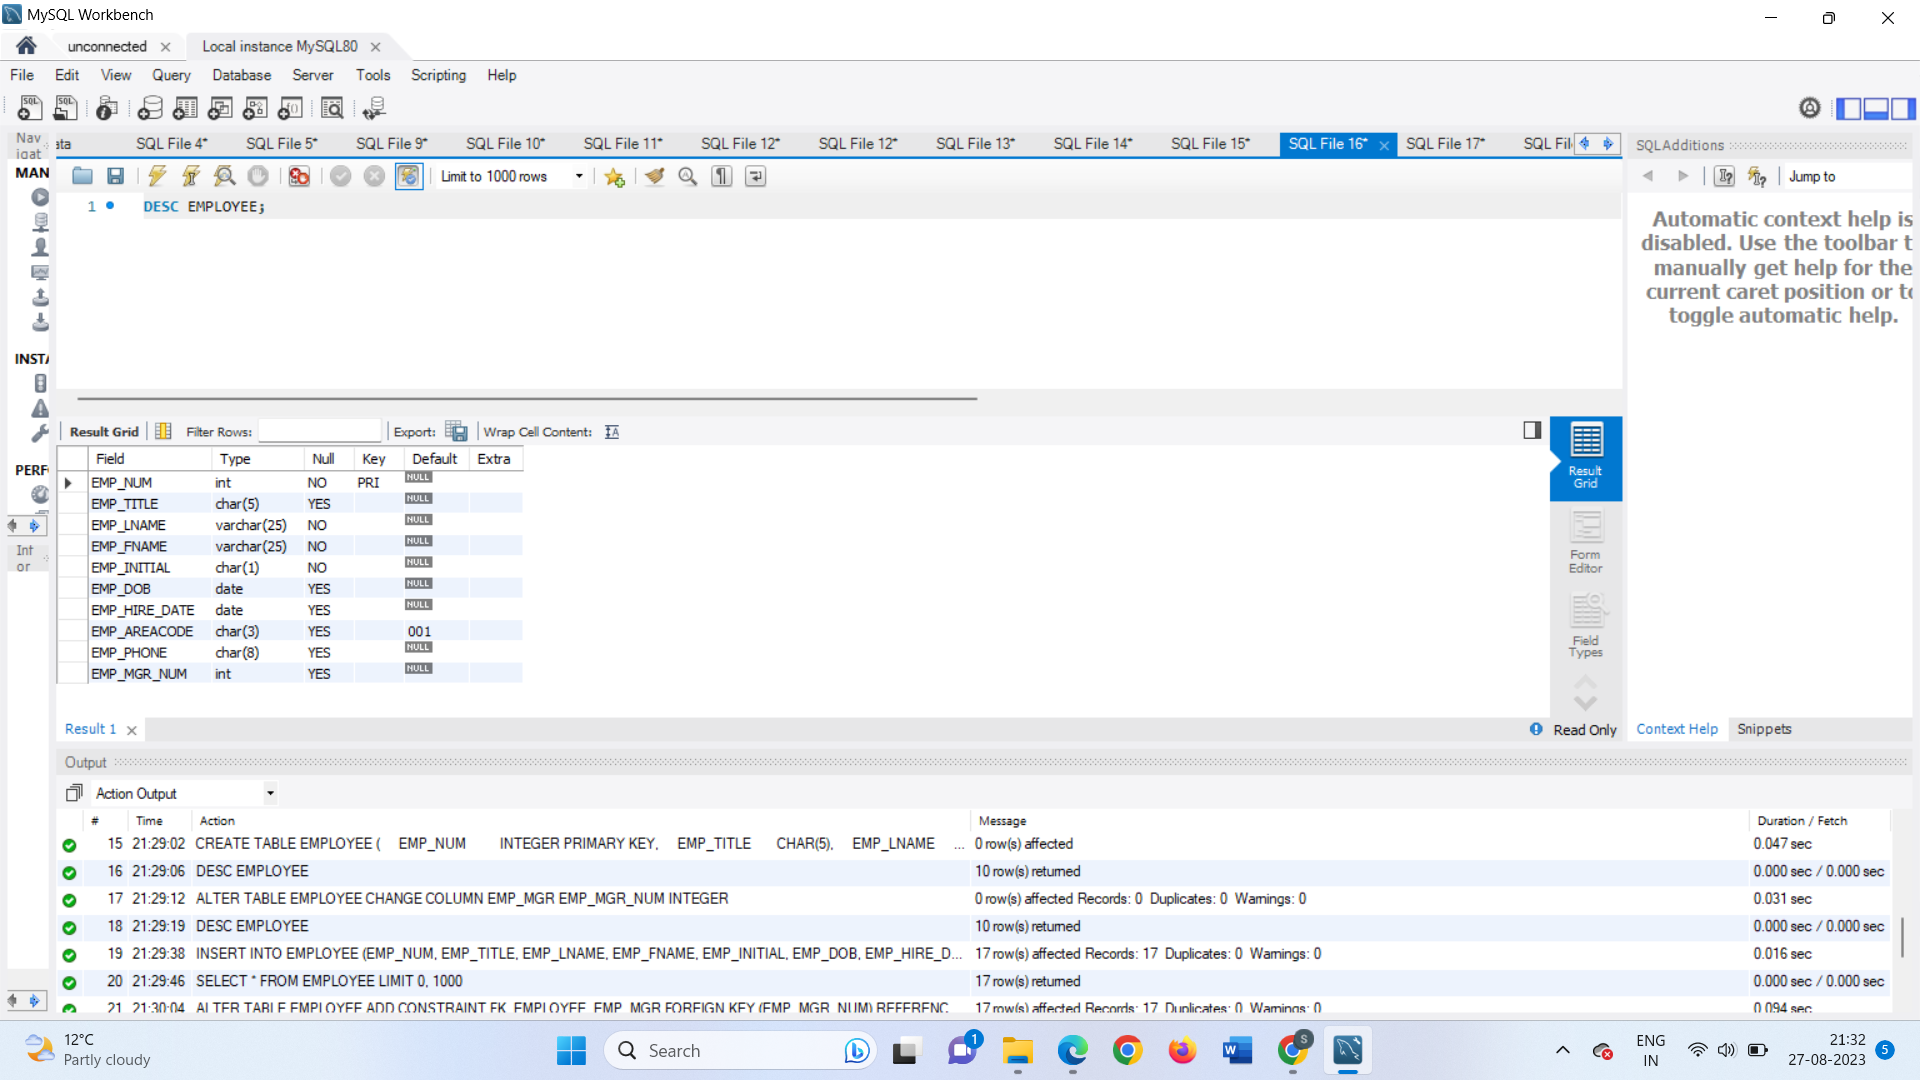 MySQL Workbench
unconnected
Local instance MySQL80
File Edit View Query Database Server Tools Scripting Help
Nav
igat
ata SQL File 4* SQL File 5* SQL File 9* SQL File 10* SQL File 11* SQL File 12* SQL File 12* SQL File 13* SQL File 14* SQL File 15* SQL File 16* SQL File 17* SQL Fil
SQLAdditions
MAN
Limit to 1000 rows
Jump to
1 DESC EMPLOYEE;
Automatic context help is
disabled. Use the toolbar t
manually get help for the
current caret position or to
toggle automatic help.
INSTA
PERF
Inf
or
Result Grid Filter Rows: Export: Wrap Cell Content:
Field Type Null Key Default Extra
EMP_NUM int NO PRI NULL
EMP_TITLE char(5) YES NULL
EMP_LNAME varchar(25) NO NULL
EMP_FNAME varchar(25) NO NULL
EMP_INITIAL char(1) NO NULL
EMP_DOB date YES NULL
EMP_HIRE_DATE date YES NULL
EMP_AREACODE char(3) YES 001
EMP_PHONE char(8) YES NULL
EMP_MGR_NUM int YES NULL
Result
Grid
Form
Editor
Field
Types
Result 1
Read Only
Context Help Snippets
Output
Action Output
# Time Action Message Duration / Fetch
15 21:29:02 CREATE TABLE EMPLOYEE ( EMP_NUM INTEGER PRIMARY KEY, EMP_TITLE CHAR(5), EMP_LNAME ... 0 row(s) affected 0.047 sec
16 21:29:06 DESC EMPLOYEE 10 row(s) returned 0.000 sec / 0.000 sec
17 21:29:12 ALTER TABLE EMPLOYEE CHANGE COLUMN EMP_MGR EMP_MGR_NUM INTEGER 0 row(s) affected Records: 0 Duplicates: 0 Warnings: 0 0.031 sec
18 21:29:19 DESC EMPLOYEE 10 row(s) returned 0.000 sec / 0.000 sec
19 21:29:38 INSERT INTO EMPLOYEE (EMP_NUM, EMP_TITLE, EMP_LNAME, EMP_FNAME, EMP_INITIAL, EMP_DOB, EMP_HIRE_D... 17 row(s) affected Records: 17 Duplicates: 0 Warnings: 0 0.016 sec
20 21:29:46 SELECT * FROM EMPLOYEE LIMIT 0, 1000 17 row(s) returned 0.000 sec / 0.000 sec
21 21:30:04 ALTER TABLE EMPLOYEE ADD CONSTRAINT FK_EMPLOYEE_EMP_MGR FOREIGN KEY (EMP_MGR_NUM) REFERENC 17 row(s) affected Records: 17 Duplicates: 0 Warnings: 0 0.094 sec
12°C
Partly cloudy
Search
1
S
ENG
IN
21:32
27-08-2023
5